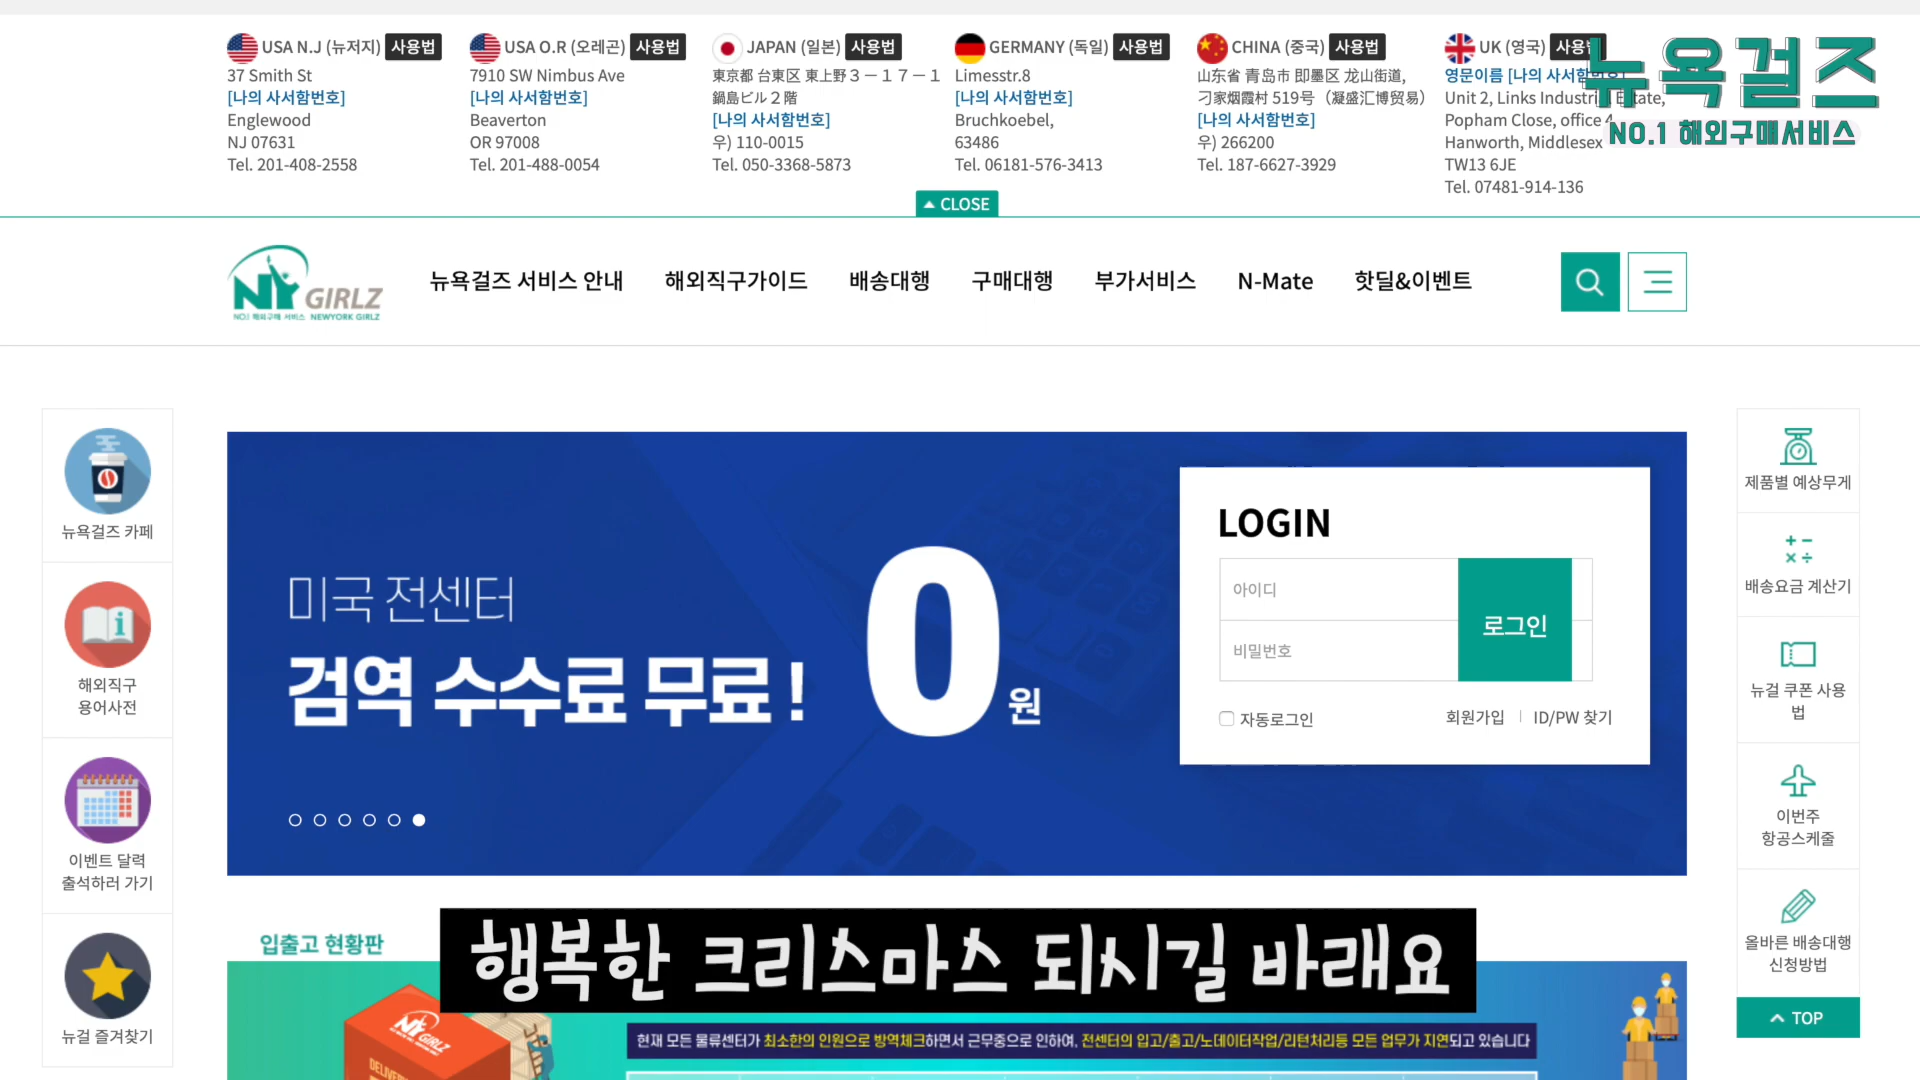 USA N.J (뉴저지) 사용법
37 Smith St
[나의 사서함번호]
Englewood
NJ 07631
Tel. 201-408-2558
USA O.R (오레곤) 사용법
7910 SW Nimbus Ave
[나의 사서함번호]
Beaverton
OR 97008
Tel. 201-488-0054
JAPAN (일본) 사용법
東京都 台東区 東上野３－１７－１
鍋島ビル２階
[나의 사서함번호]
우) 110-0015
Tel. 050-3368-5873
GERMANY (독일) 사용법
Limesstr.8
[나의 사서함번호]
Bruchkoebel,
63486
Tel. 06181-576-3413
CHINA (중국) 사용법
山东省 青岛市 即墨区 龙山街道,
刁家烟霞村 519号（凝盛汇博贸易）
[나의 사서함번호]
우) 266200
Tel. 187-6627-3929
UK (영국)
영문이름 [나의
Unit 2, Links
Popham Close, office 4
Hanworth, Middlesex
TW13 6JE
Tel. 07481-914-136
뉴욕걸즈
NO.1 해외구매서비스
CLOSE
NY GIRLZ
NO.1 해외구매 서비스 NEWYORK GIRLZ
뉴욕걸즈 서비스 안내
해외직구가이드
배송대행
구매대행
부가서비스
N-Mate
핫딜&이벤트
뉴욕걸즈 카페
해외직구
용어사전
이벤트 달력
출석하러 가기
뉴걸 즐겨찾기
미국 전센터
검역 수수료 무료!
0원
LOGIN
아이디
비밀번호
로그인
자동로그인
회원가입
ID/PW 찾기
제품별 예상무게
배송요금 계산기
뉴걸 쿠폰 사용
법
이번주
항공스케줄
올바른 배송대행
신청방법
TOP
입출고 현황판
행복한 크리스마스 되시길 바래요
NY GIRLZ
현재 모든 물류센터가 최소한의 인원으로 방역체크하면서 근무중으로 인하여, 전센터의 입고/출고/노데이터작업/리턴처리등 모든 업무가 지연되고 있습니다